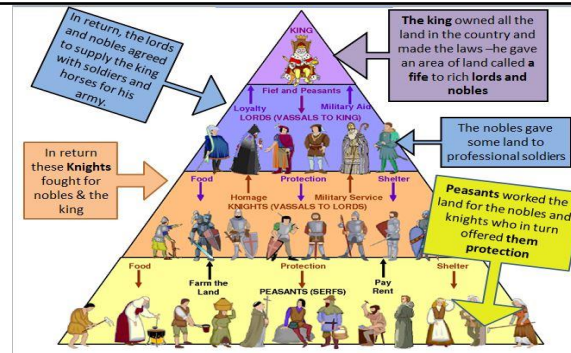 In return, the lords
and nobles agreed
to supply the king
with soldiers and
horses for his
army.
The king owned all the
land in the country and
made the laws –he gave
an area of land called a
fife to rich lords and
nobles
KING
Fief and Peasants
Loyalty Military Aid
LORDS (VASSALS TO KING)
The nobles gave
some land to
professional soldiers
In return
these Knights
fought for
nobles & the
king
Food Protection Shelter
Homage Military Service
KNIGHTS (VASSALS TO LORDS)
Peasants worked the
land for the nobles and
knights who in turn
offered them
protection
Food Protection Shelter
Farm the
Land
PEASANTS (SERFS)
Pay
Rent